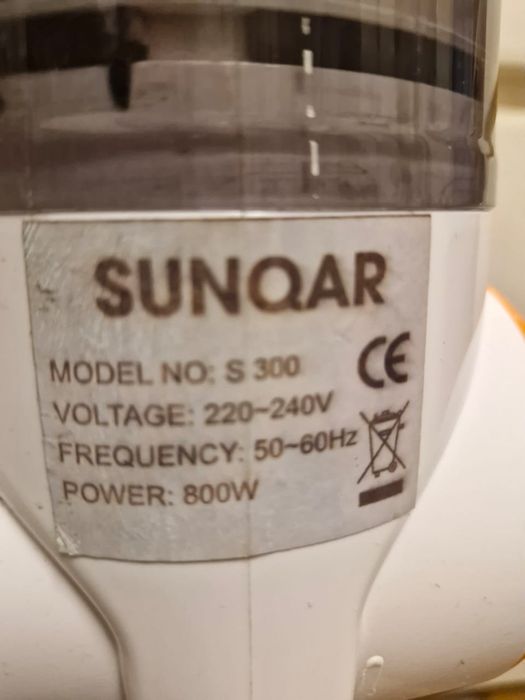 SUNQAR
MODEL NO: S 300
CE
VOLTAGE: 220~240V
FREQUENCY: 50~60Hz
POWER: 800W